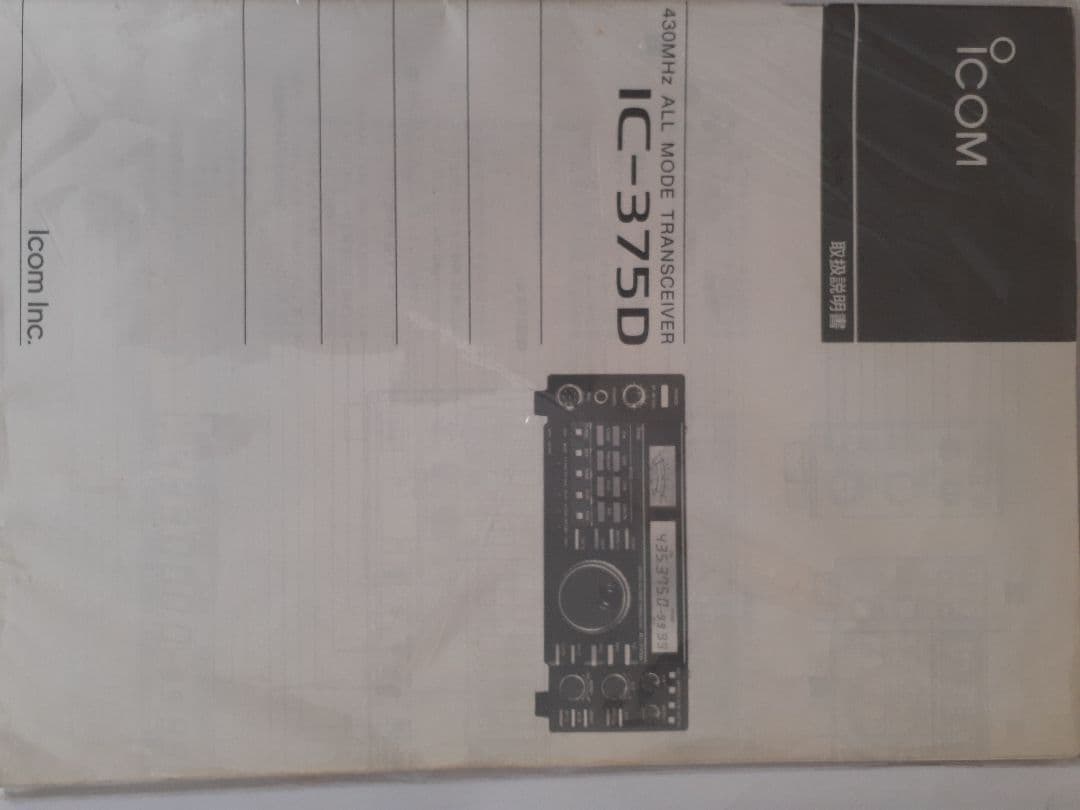 ICOM
取扱説明書
430MHz ALL MODE TRANSCEIVER
IC-375D
Icom Inc.